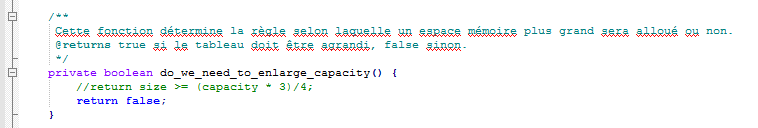 /**
Cette fonction détermine la règle selon laquelle un espace mémoire plus grand sera alloué ou non.
@returns true si le tableau doit être agrandi, false sinon.
*/
private boolean do_we_need_to_enlarge_capacity() {
//return size >= (capacity * 3)/4;
return false;
}